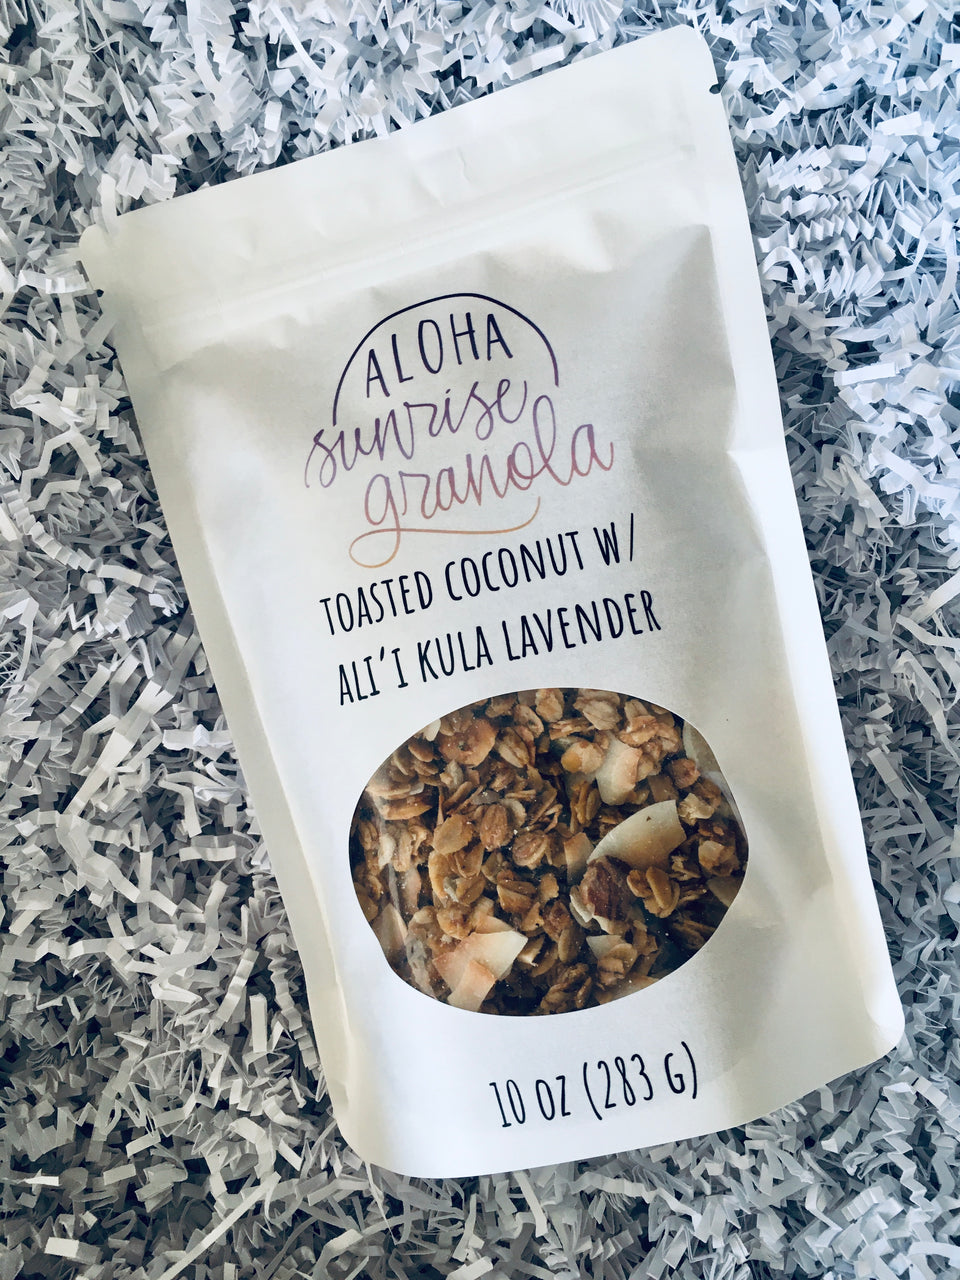 ALOHA
sunrise
granola
TOASTED COCONUT W/
ALI'I KULA LAVENDER
10 OZ (283 G)